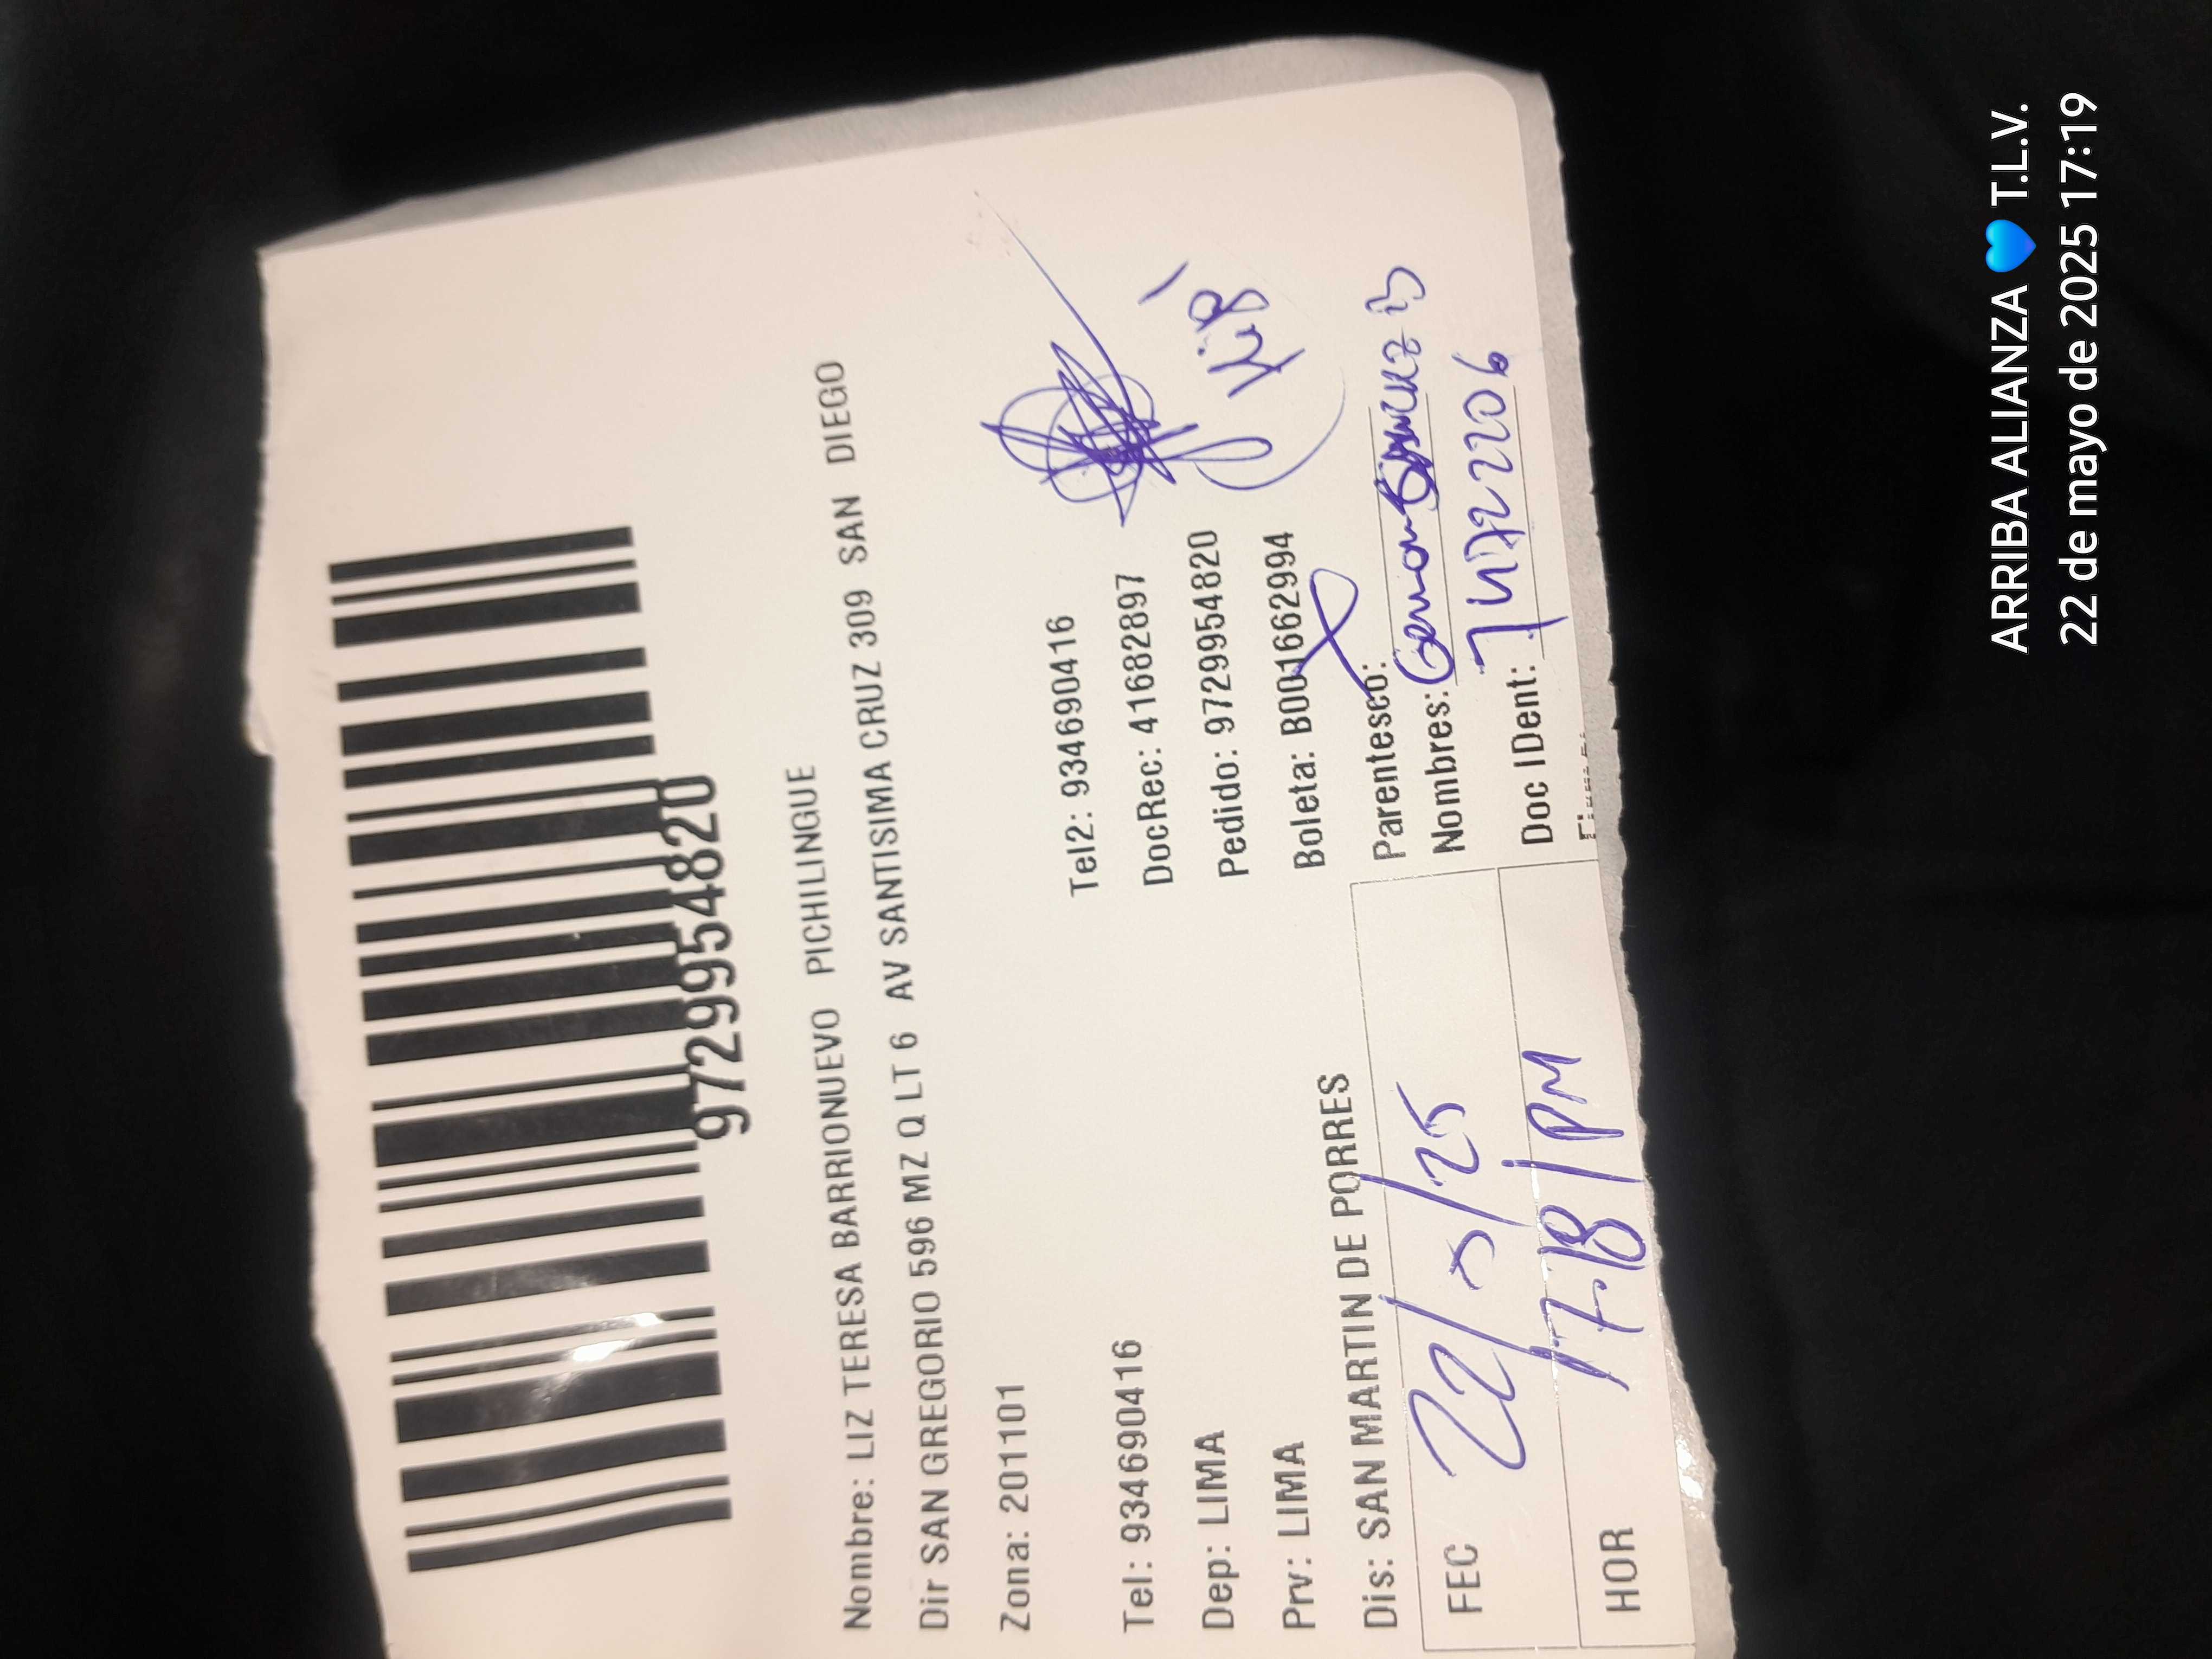 97299954820
Nombre: LIZ TERESA BARRIONUEVO PICHILINGUE
Dir SAN GREGORIO 596 MZ Q LT 6 AV SANTISIMA CRUZ 309 SAN DIEGO
Zona: 201101
Tel: 934690416 Tel2: 934690416
Dep: LIMA DocRec: 41682897
Prv: LIMA Pedido: 97299954820
Dis: SAN MARTIN DE PORRES Boleta: B001662994
Parentesco:
FEC 22/5/25 Nombres:
HOR 17:18/PM Doc IDent:
ARRIBA ALIANZA 💙 T.L.V.
22 de mayo de 2025 17:19